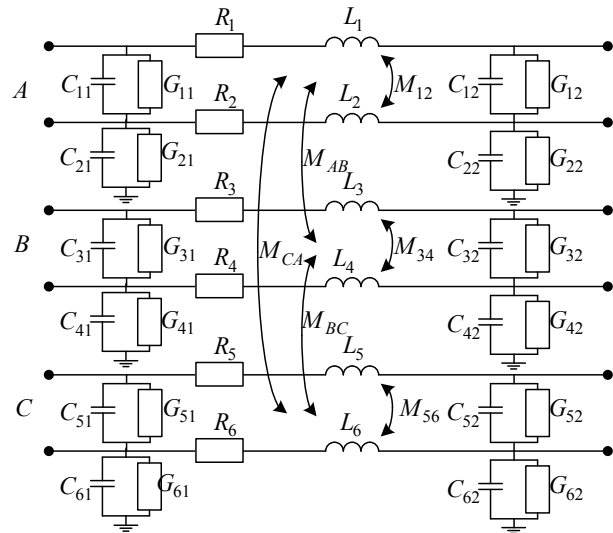 R1 L1
A C11 G11 M12 C12 G12
R2 L2
C21 G21 MAB C22 G22
R3 L3
B C31 G31 MCA M34 C32 G32
R4 L4
C41 G41 MBC C42 G42
R5 L5
C C51 G51 M56 C52 G52
R6 L6
C61 G61 C62 G62